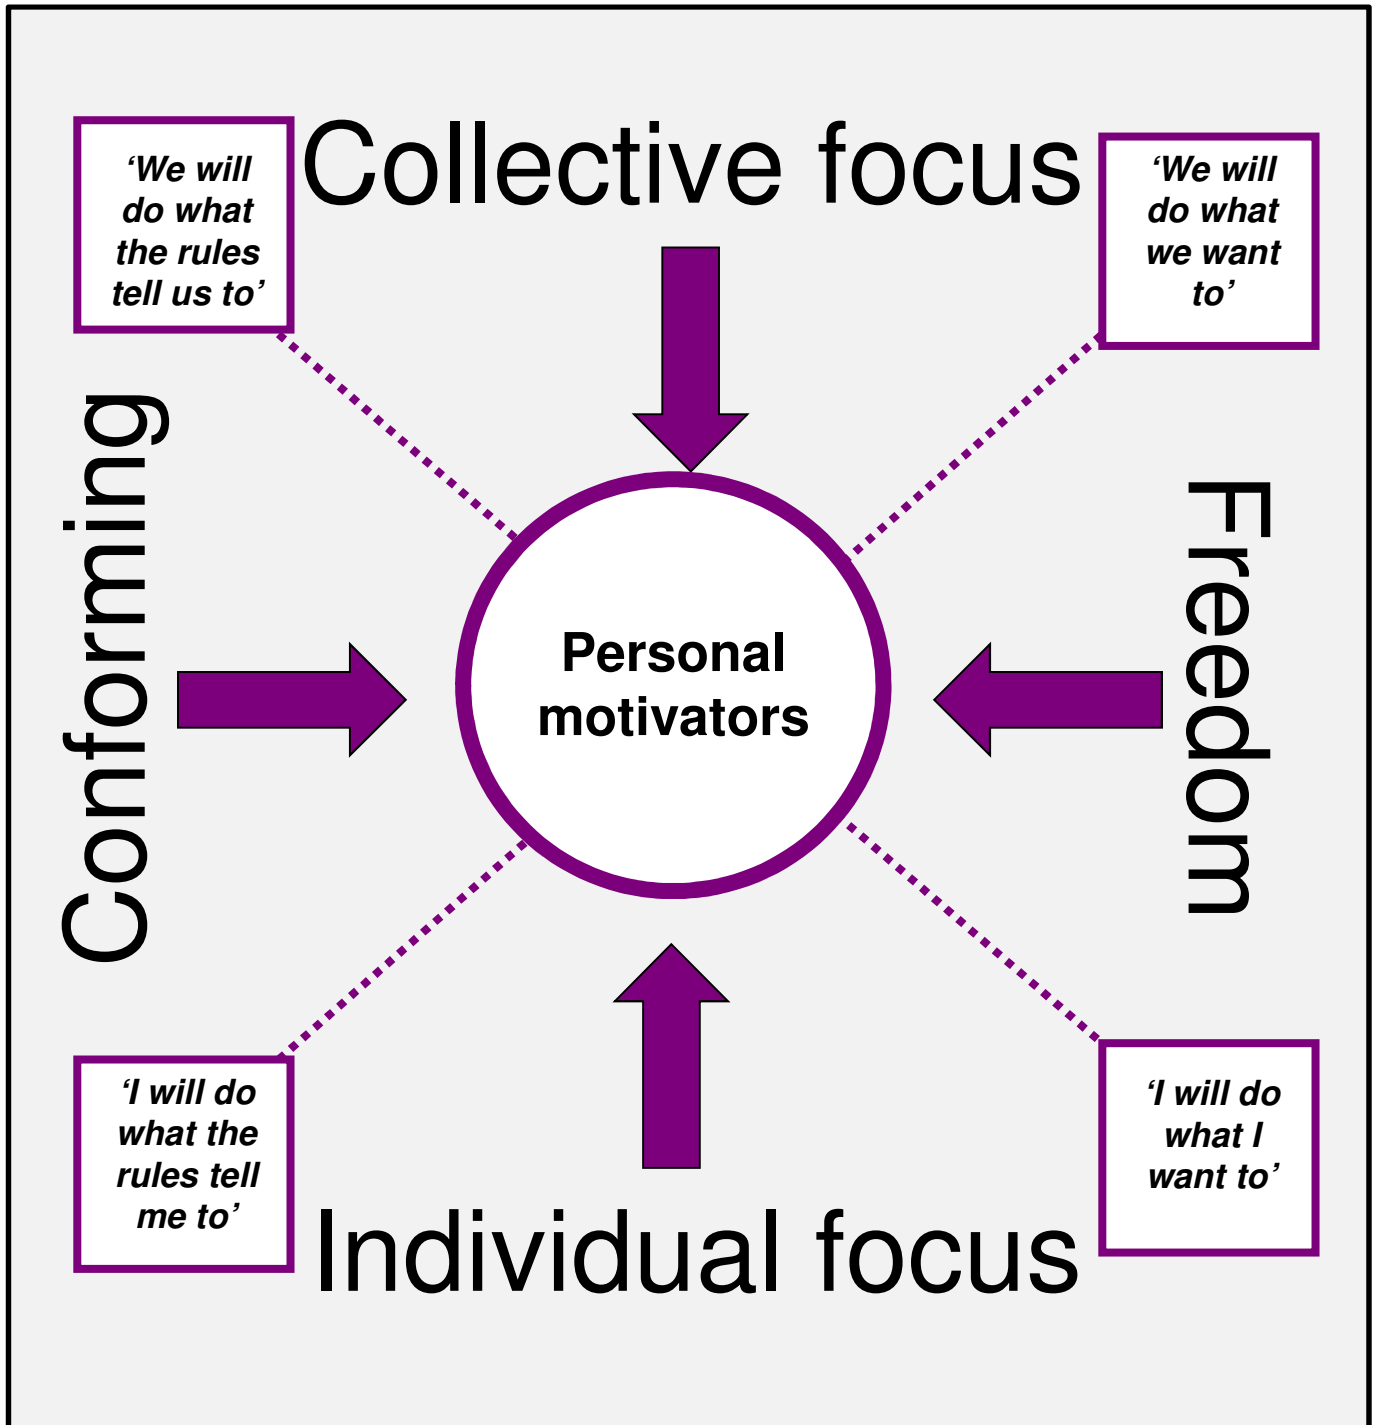 Collective focus
‘We will
do what
the rules
tell us to’
‘We will
do what
we want
to’
Conforming
Personal
motivators
Freedom
‘I will do
what the
rules tell
me to’
‘I will do
what I
want to’
Individual focus